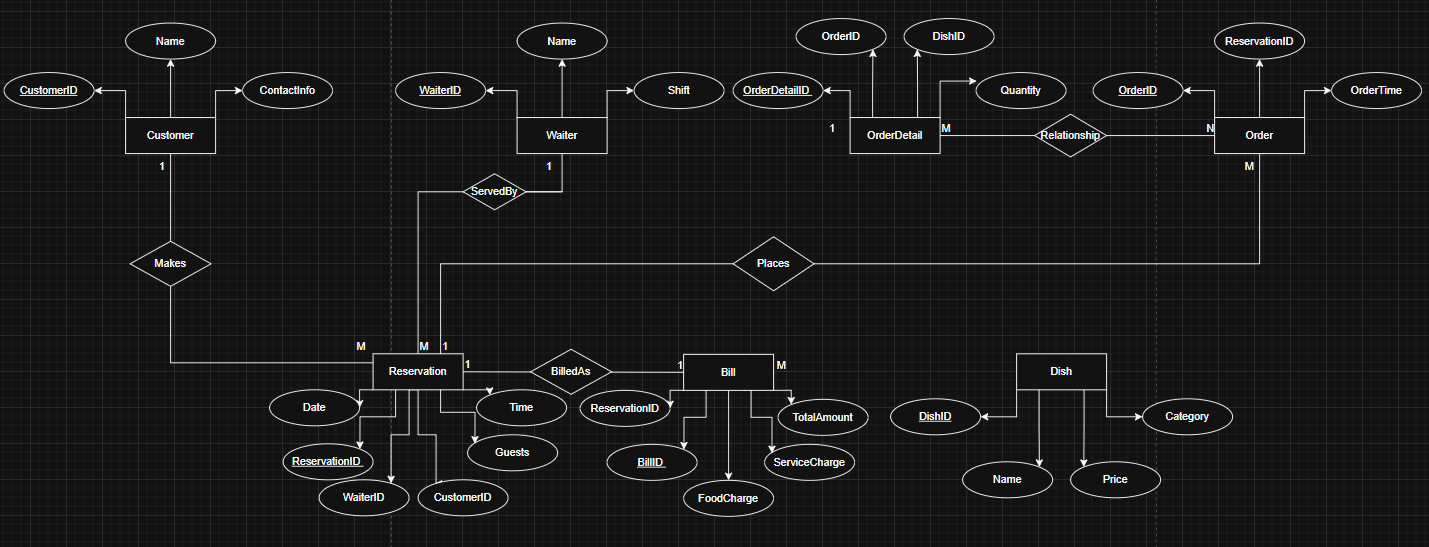 Name
CustomerID
ContactInfo
Customer
1
Name
WaiterID
Shift
Waiter
1
ServedBy
OrderID
DishID
OrderDetailID
Quantity
1
OrderDetail
M
Relationship
ReservationID
OrderID
OrderTime
N
Order
M
Makes
Places
M
M
1
Reservation
1
BilledAs
1
Bill
M
Dish
Date
Time
ReservationID
Guests
WaiterID
CustomerID
ReservationID
TotalAmount
BillID
ServiceCharge
FoodCharge
DishID
Category
Name
Price